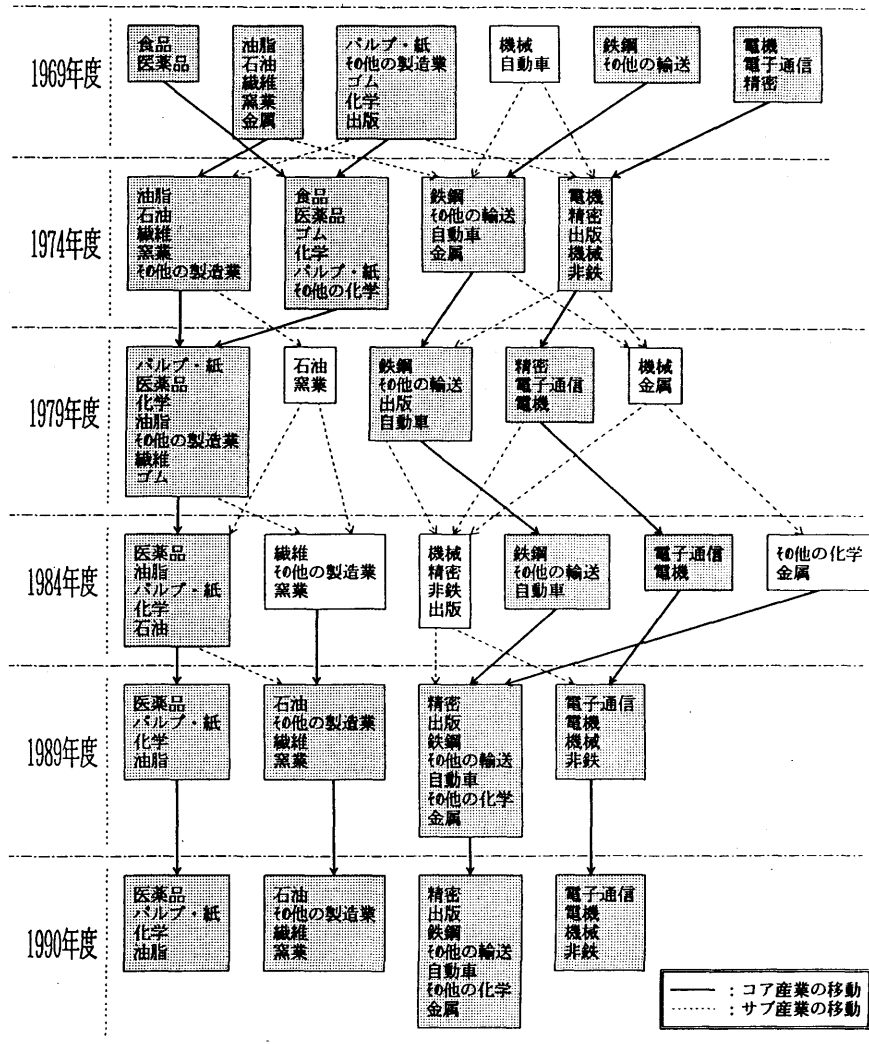 1969年度
食品
医薬品
油脂
石油
繊維
窯業
金属
パルプ・紙
その他の製造業
ゴム
化学
出版
機械
自動車
鉄鋼
その他の輸送
電機
電子通信
精密
1974年度
油脂
石油
繊維
窯業
その他の製造業
食品
医薬品
ゴム
化学
パルプ・紙
その他の化学
鉄鋼
その他の輸送
自動車
金属
電機
精密
出版
機械
非鉄
1979年度
パルプ・紙
医薬品
化学
油脂
その他の製造業
繊維
ゴム
石油
窯業
鉄鋼
その他の輸送
出版
自動車
精密
電子通信
電機
機械
金属
1984年度
医薬品
油脂
パルプ・紙
化学
石油
繊維
その他の製造業
窯業
機械
精密
非鉄
出版
鉄鋼
その他の輸送
自動車
電子通信
電機
その他の化学
金属
1989年度
医薬品
パルプ・紙
化学
油脂
石油
その他の製造業
繊維
窯業
精密
出版
鉄鋼
その他の輸送
自動車
その他の化学
金属
電子通信
電機
機械
非鉄
1990年度
医薬品
パルプ・紙
化学
油脂
石油
その他の製造業
繊維
窯業
精密
出版
鉄鋼
その他の輸送
自動車
その他の化学
金属
電子通信
電機
機械
非鉄
：コア産業の移動
：サブ産業の移動